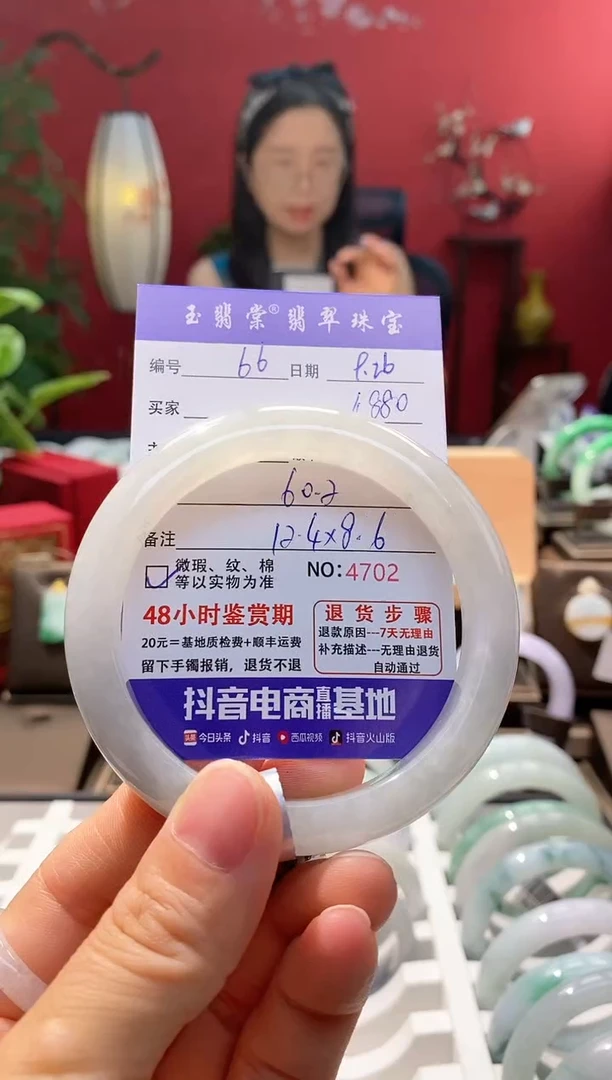 玉翡棠®翡翠珠宝
编号 66 日期 9.26
买家 1880
60.2
备注 12.4×8.6
微瑕、纹、棉
等以实物为准
NO:4702
48小时鉴赏期
20元=基地质检费+顺丰运费
留下手镯报销,退货不退
退货步骤
退款原因---7天无理由
补充描述---无理由退货
自动通过
抖音电商直播基地
头条 今日头条 抖音 西瓜视频 抖音火山版